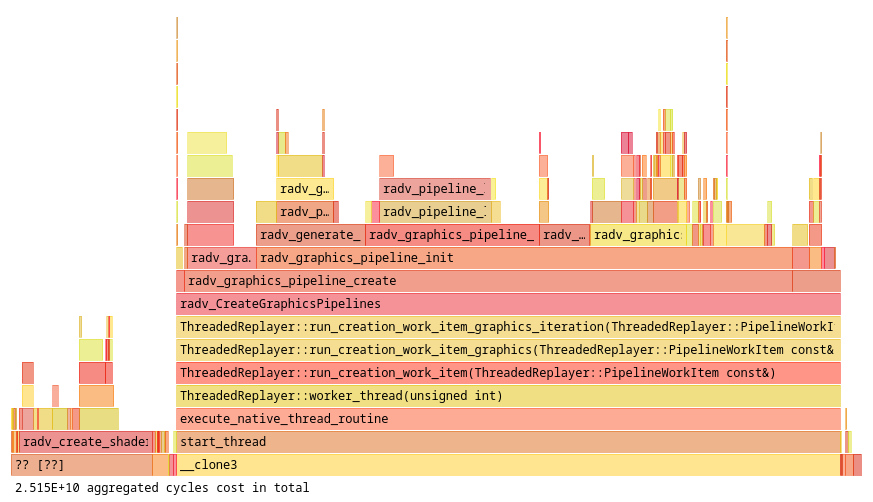 radv_g…
radv_pipeline_
radv_p…
radv_pipeline_
radv_generate_
radv_graphics_pipeline_
radv_…
radv_graphic
radv_gra…
radv_graphics_pipeline_init
radv_graphics_pipeline_create
radv_CreateGraphicsPipelines
ThreadedReplayer::run_creation_work_item_graphics_iteration(ThreadedReplayer::PipelineWorkI
ThreadedReplayer::run_creation_work_item_graphics(ThreadedReplayer::PipelineWorkItem const&
ThreadedReplayer::run_creation_work_item(ThreadedReplayer::PipelineWorkItem const&)
ThreadedReplayer::worker_thread(unsigned int)
execute_native_thread_routine
radv_create_shade
start_thread
?? [??]
__clone3
2.515E+10 aggregated cycles cost in total